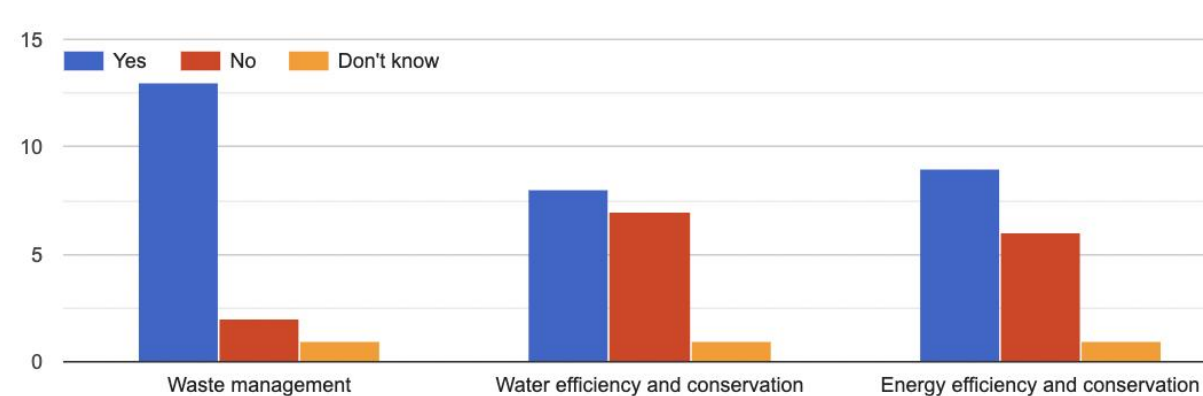 15
Yes No Don't know
10
5
0
Waste management Water efficiency and conservation Energy efficiency and conservation